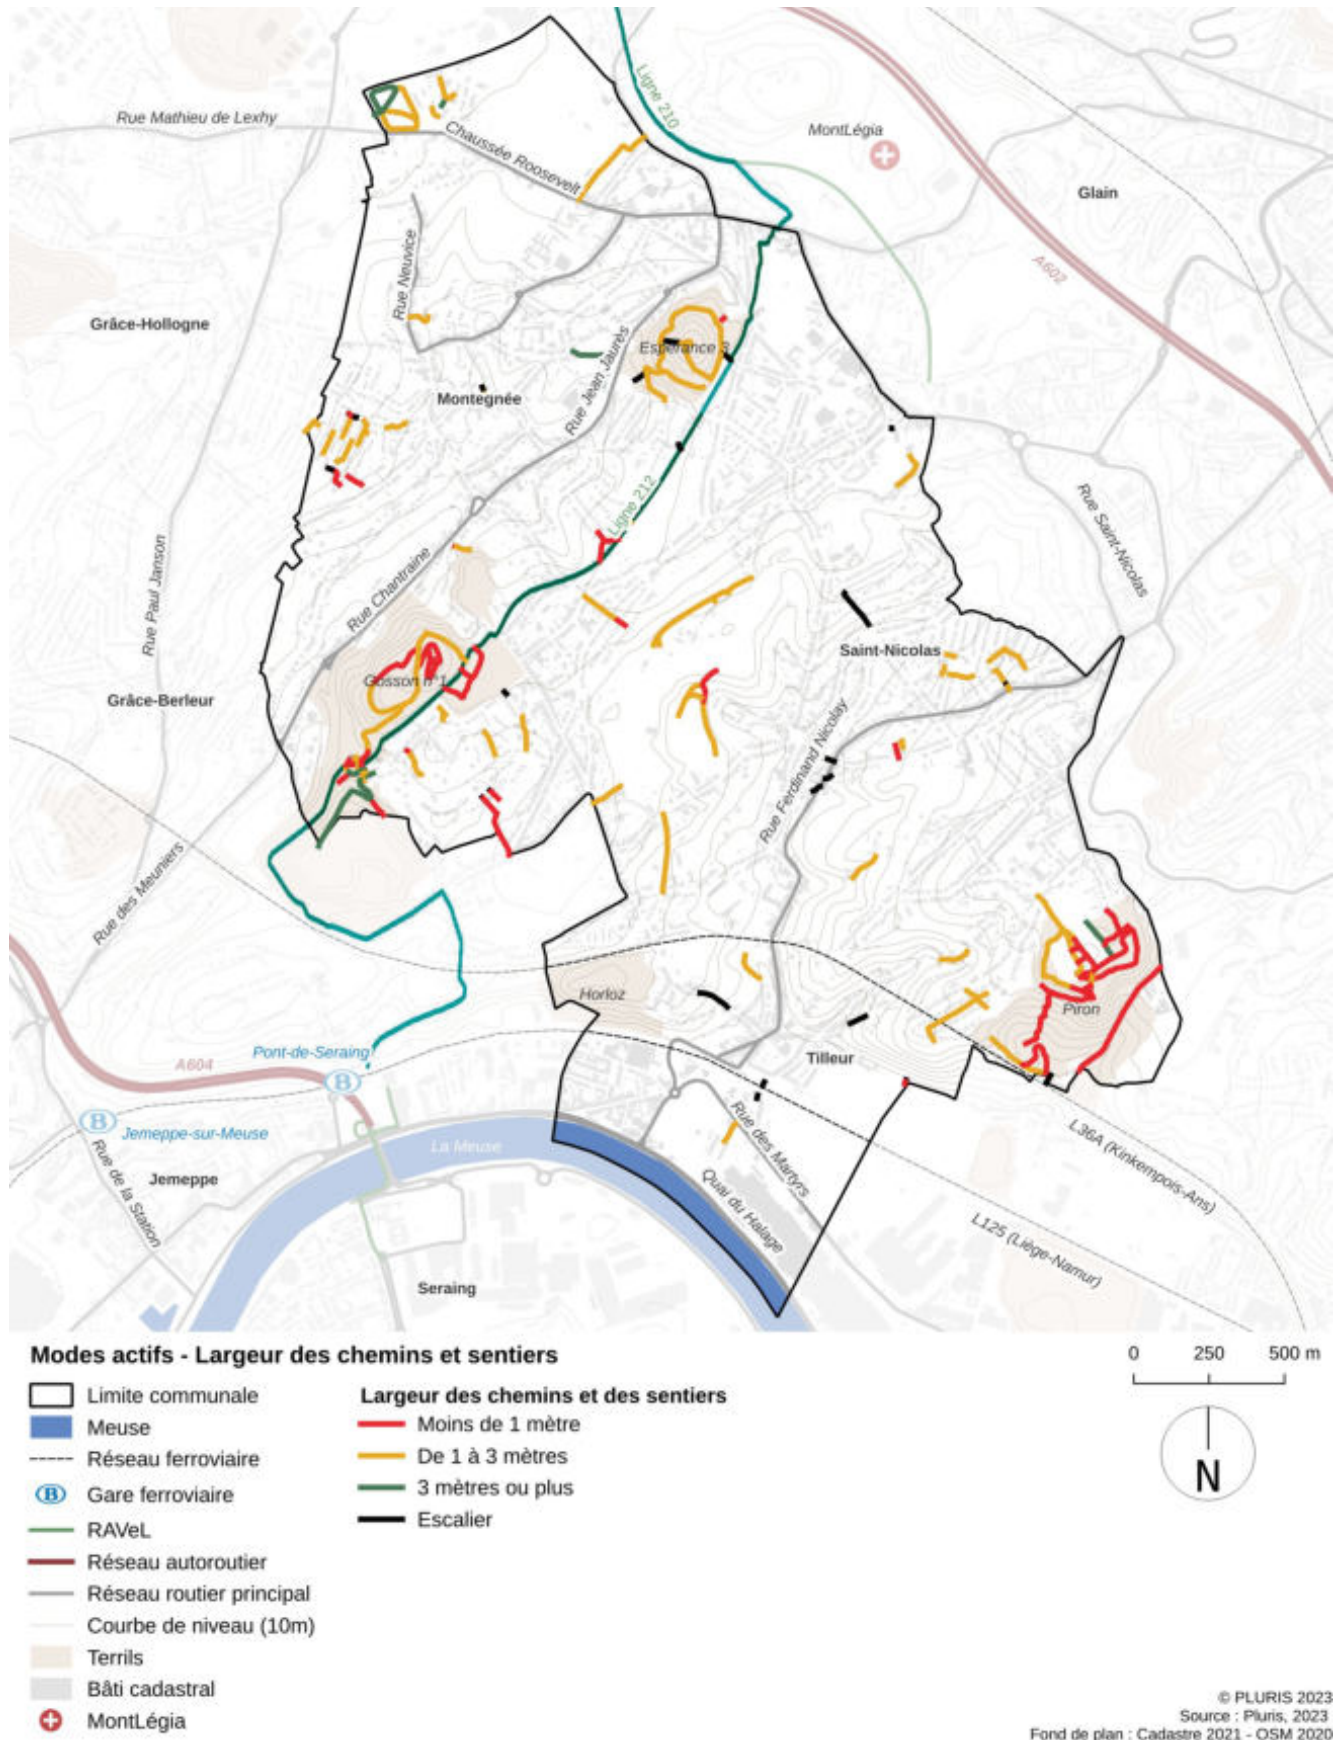 Ligne 210
MontLégia
Rue Mathieu de Lexhy
Chaussée Roosevelt
Glain
A602
Rue Neuvice
Grâce-Hollogne
Espérance 3
Rue Jean Jaurès
Montegnée
Ligne 212
Rue Saint-Nicolas
Rue Paul Janson
Rue Chantraine
Saint-Nicolas
Gosson n°1
Grâce-Berleur
Rue Ferdinand Nicolay
Rue des Meuniers
Horloz
Piron
Pont-de-Seraing
Tilleur
A604
B
B
Jemeppe-sur-Meuse
La Meuse
Rue des Martyrs
L36A (Kinkempois-Ans)
Jemeppe
Rue de la Station
Quai du Halage
L125 (Liège-Namur)
Seraing
Modes actifs - Largeur des chemins et sentiers
Limite communale
Meuse
Réseau ferroviaire
B Gare ferroviaire
RAVeL
Réseau autoroutier
Réseau routier principal
Courbe de niveau (10m)
Terrils
Bâti cadastral
MontLégia
Largeur des chemins et des sentiers
Moins de 1 mètre
De 1 à 3 mètres
3 mètres ou plus
Escalier
0 250 500 m
N
© PLURIS 2023
Source : Pluris, 2023
Fond de plan : Cadastre 2021 - OSM 2020